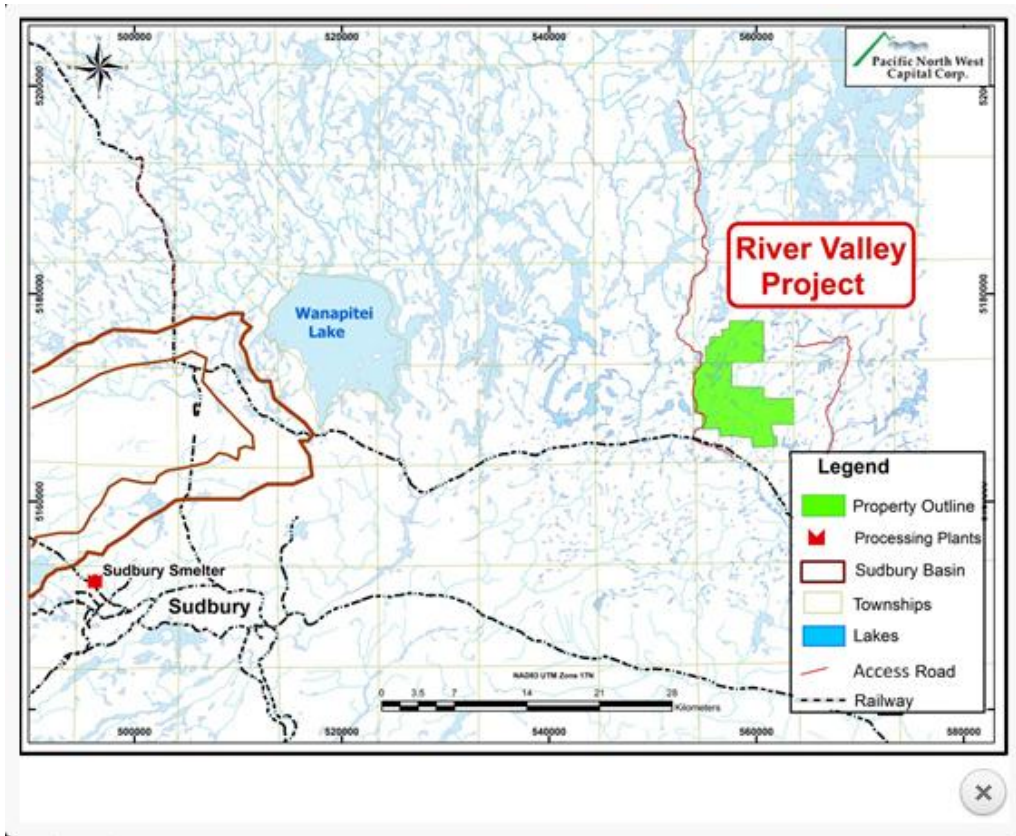 500000
520000
540000
560000
Pacific North West
Capital Corp.
5200000
520
River Valley
Project
5180000
5180000
Wanapitei
Lake
Legend
Property Outline
Processing Plants
Sudbury Basin
Townships
Lakes
Access Road
Railway
5160000
Sudbury Smelter
Sudbury
NAD83 UTM Zone 17N
0 3.5 7 14 21 28
Kilometers
500000
520000
540000
560000
580000